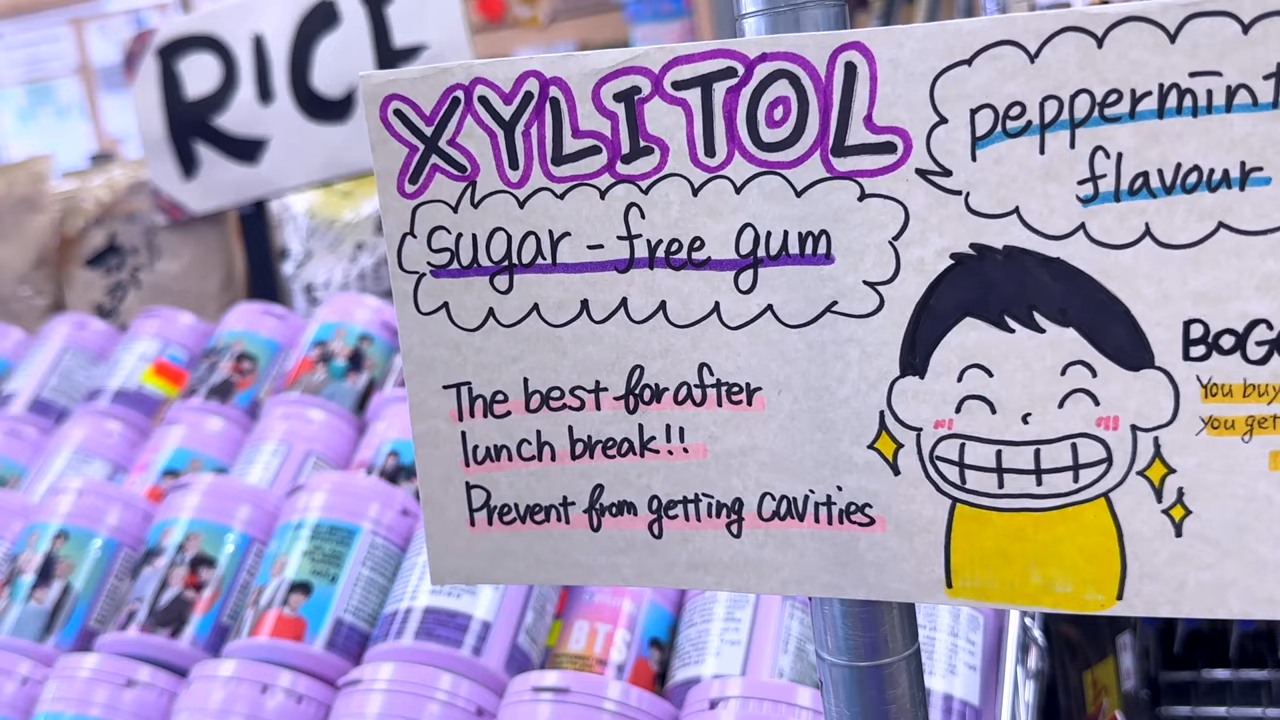 RICE
XYLITOL
sugar-free gum
The best for after
lunch break!!
Prevent from getting cavities
peppermint
flavour
You buy
You get
BTS